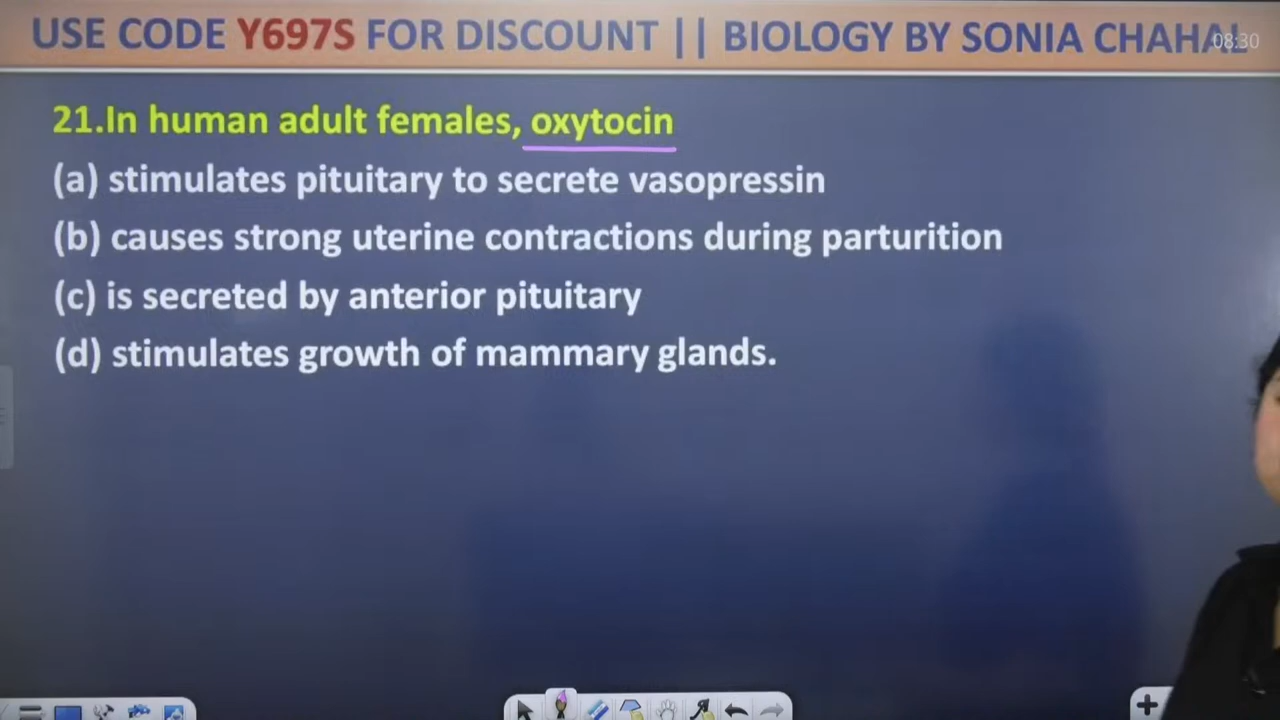 USE CODE Y697S FOR DISCOUNT || BIOLOGY BY SONIA CHAHAL
08:30
21.In human adult females, oxytocin
(a) stimulates pituitary to secrete vasopressin
(b) causes strong uterine contractions during parturition
(c) is secreted by anterior pituitary
(d) stimulates growth of mammary glands.